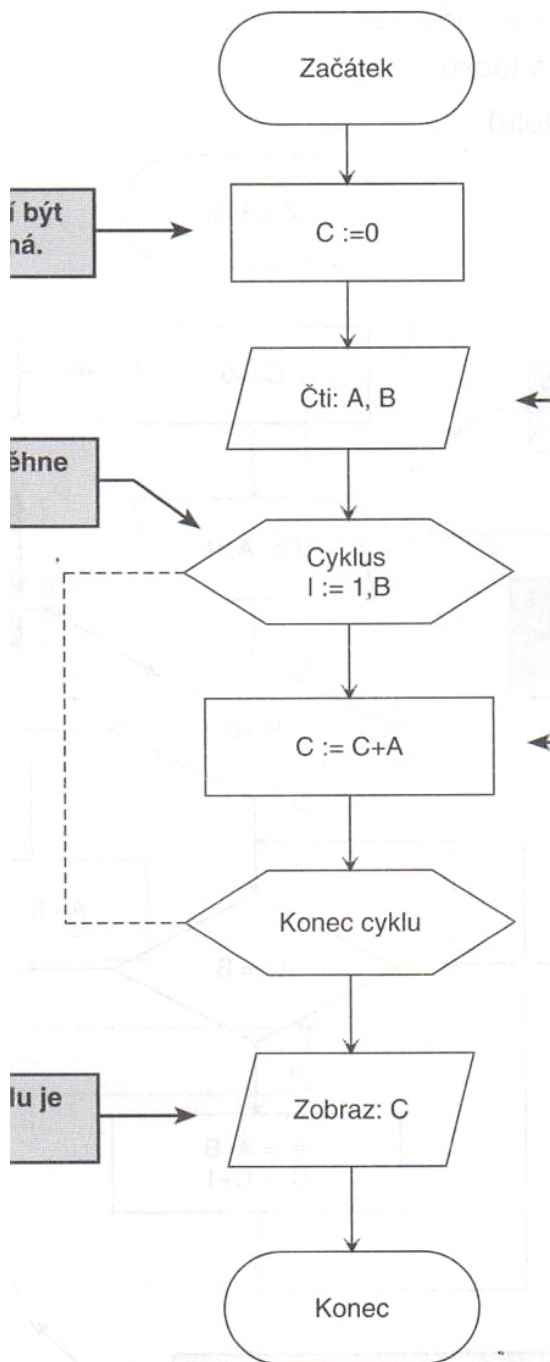 Začátek
í být
ná.
C :=0
Čti: A, B
ěhne
Cyklus
I := 1,B
C := C+A
Konec cyklu
lu je
Zobraz: C
Konec